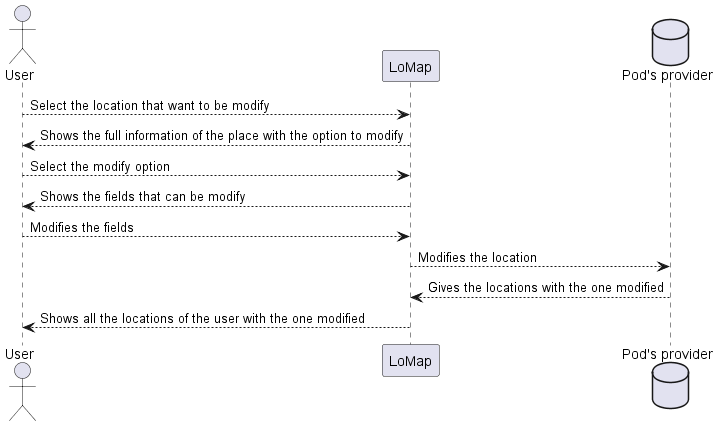 User
LoMap
Pod's provider
Select the location that want to be modify
Shows the full information of the place with the option to modify
Select the modify option
Shows the fields that can be modify
Modifies the fields
Modifies the location
Gives the locations with the one modified
Shows all the locations of the user with the one modified
User
LoMap
Pod's provider